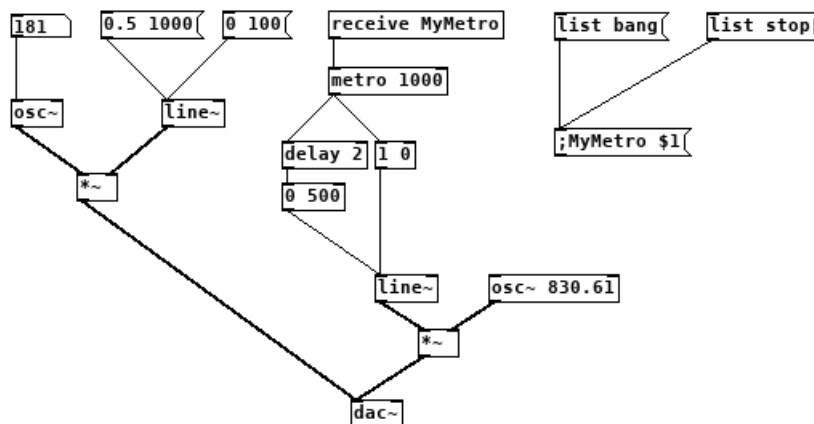 181
0.5 1000
0 100
receive MyMetro
list bang
list stop
metro 1000
osc~
line~
delay 2
1 0
;MyMetro $1
*~
0 500
line~
osc~ 830.61
*~
dac~